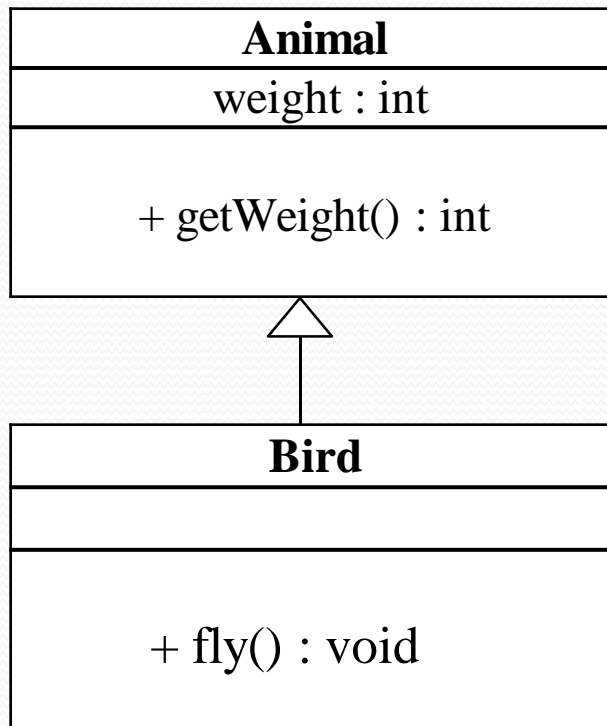 Animal
weight : int
+ getWeight() : int
Bird
+ fly() : void